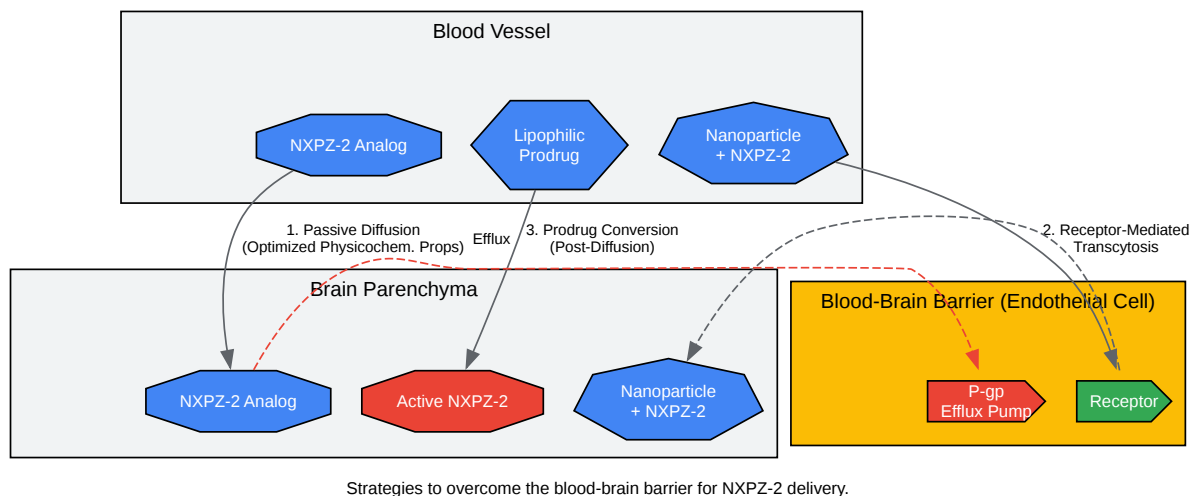 Blood Vessel
NXPZ-2 Analog
Lipophilic
Prodrug
Nanoparticle
+ NXPZ-2
1. Passive Diffusion
(Optimized Physicochem. Props)
Efflux
3. Prodrug Conversion
(Post-Diffusion)
2. Receptor-Mediated
Transcytosis
Brain Parenchyma
Blood-Brain Barrier (Endothelial Cell)
NXPZ-2 Analog
Active NXPZ-2
Nanoparticle
+ NXPZ-2
P-gp
Efflux Pump
Receptor
Strategies to overcome the blood-brain barrier for NXPZ-2 delivery.